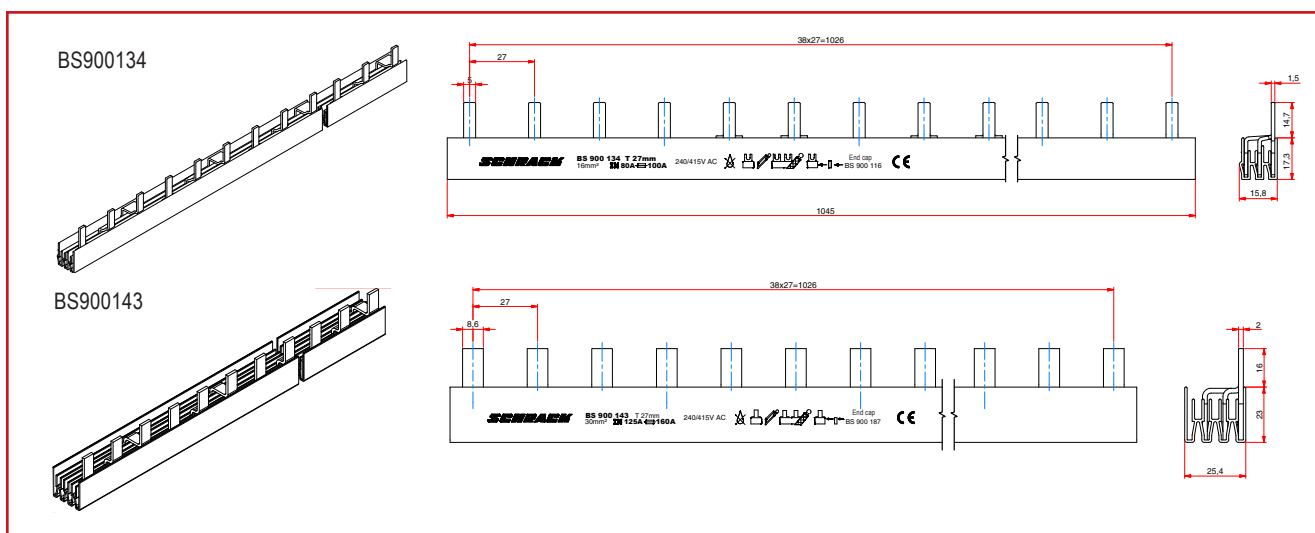 BS900134
38x27=1026
27
5
1,5
14,7
17,3
15,8
SCHRACK
BS 900 134 T 27mm
16mm² IN 80A 100A
240/415V AC
End cap
BS 900 116
CE
1045
BS900143
38x27=1026
27
8,6
2
16
23
25,4
SCHRACK
BS 900 143 T 27mm
30mm² IN 125A 160A
240/415V AC
End cap
BS 900 187
CE